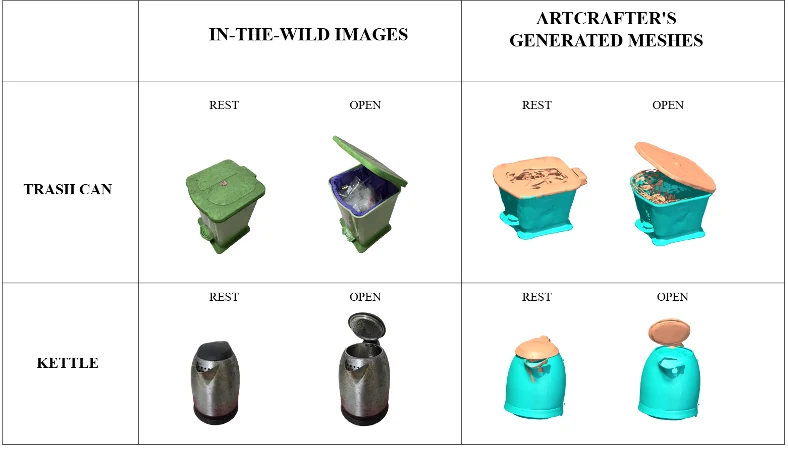 IN-THE-WILD IMAGES
ARTCRAFTER'S
GENERATED MESHES
REST
OPEN
REST
OPEN
TRASH CAN
REST
OPEN
REST
OPEN
KETTLE